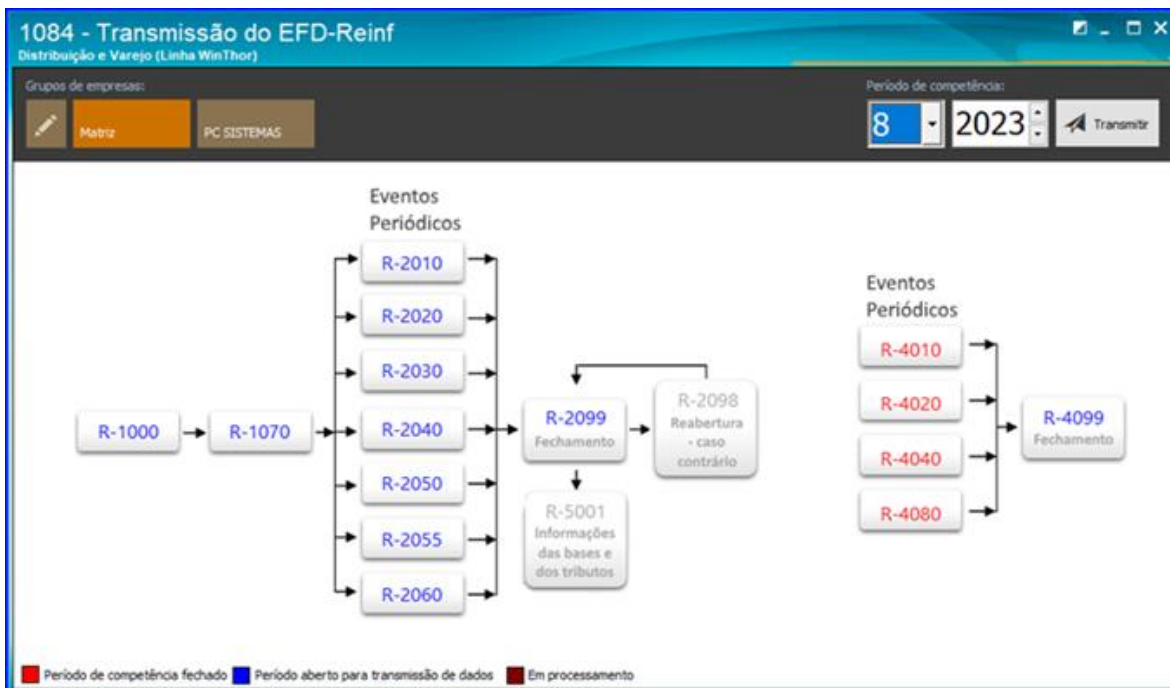 1084 - Transmissão do EFD-Reinf
Distribuição e Varejo (Linha WinThor)
Grupos de empresas:
Matriz
PC SISTEMAS
Período de competência:
8
2023
Transmitir
Eventos
Periódicos
R-2010
R-2020
R-2030
R-1000
R-1070
R-2040
R-2050
R-2055
R-2060
R-2099
Fechamento
R-2098
Reabertura
- caso
contrário
R-5001
Informações
das bases e
dos tributos
Eventos
Periódicos
R-4010
R-4020
R-4040
R-4080
R-4099
Fechamento
Período de competência fechado
Período aberto para transmissão de dados
Em processamento